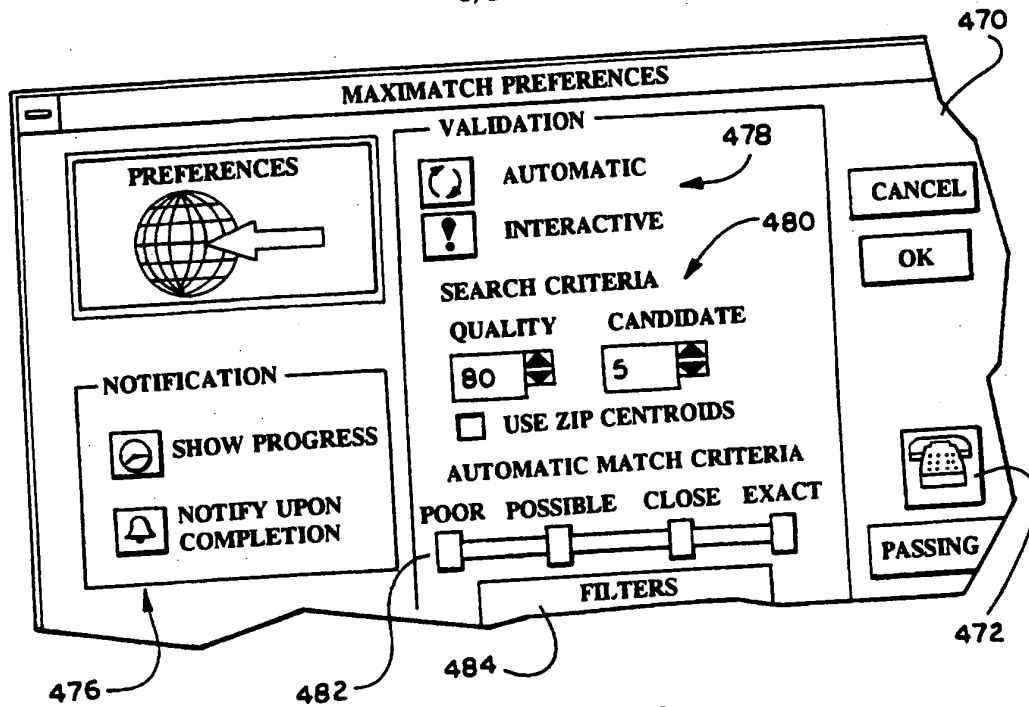 470
MAXIMATCH PREFERENCES
PREFERENCES
VALIDATION
478
AUTOMATIC
INTERACTIVE
480
CANCEL
OK
SEARCH CRITERIA
QUALITY CANDIDATE
80 5
USE ZIP CENTROIDS
NOTIFICATION
SHOW PROGRESS
NOTIFY UPON
COMPLETION
AUTOMATIC MATCH CRITERIA
POOR POSSIBLE CLOSE EXACT
PASSING
FILTERS
472
476
482
484